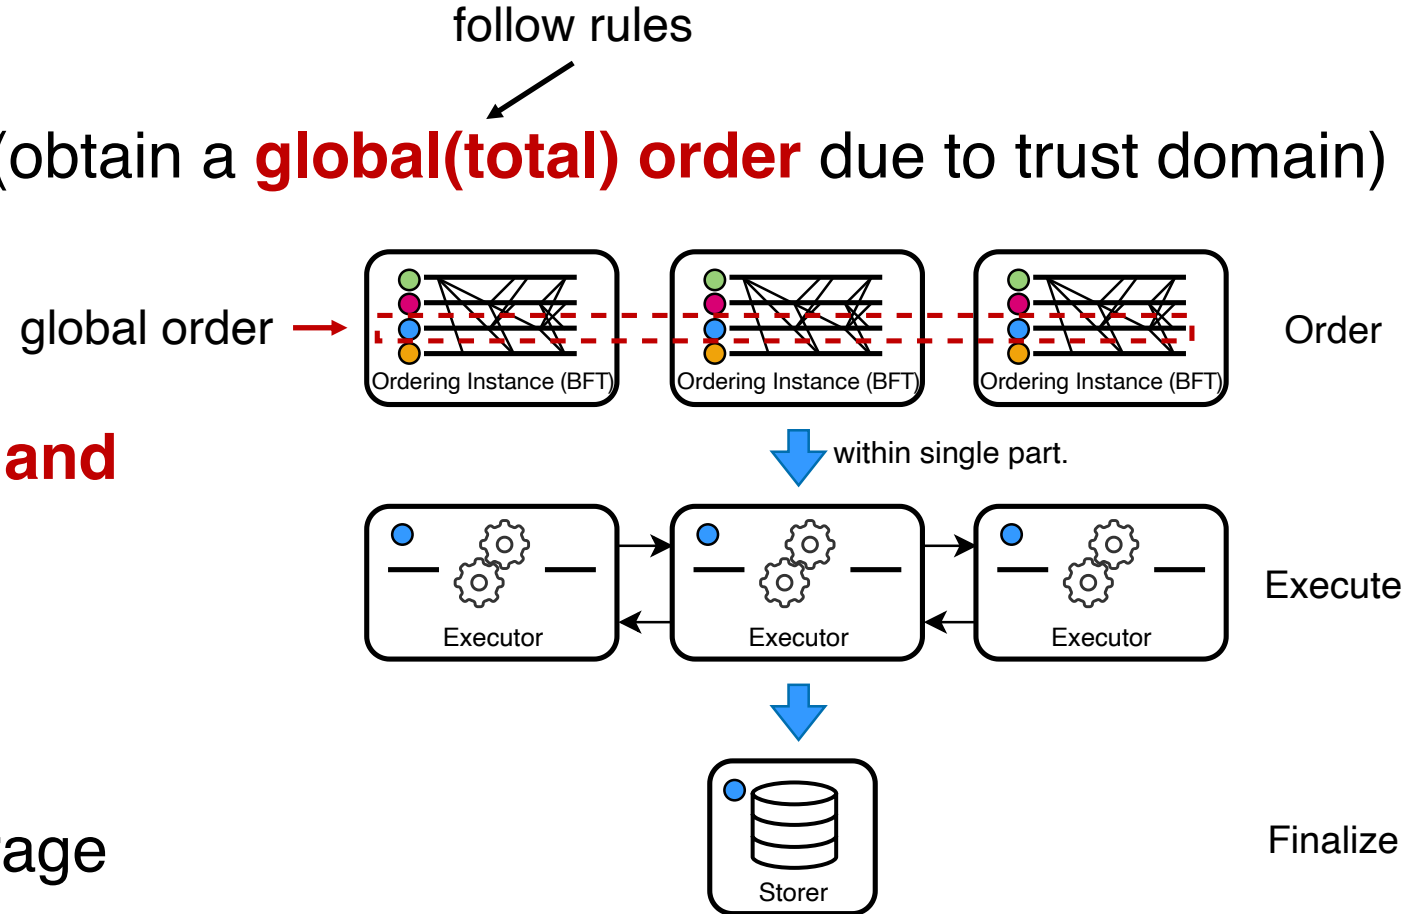 follow rules
(obtain a global(total) order due to trust domain)
global order
Ordering Instance (BFT)
Ordering Instance (BFT)
Ordering Instance (BFT)
Order
and
within single part.
Executor
Executor
Executor
Execute
Storer
Finalize